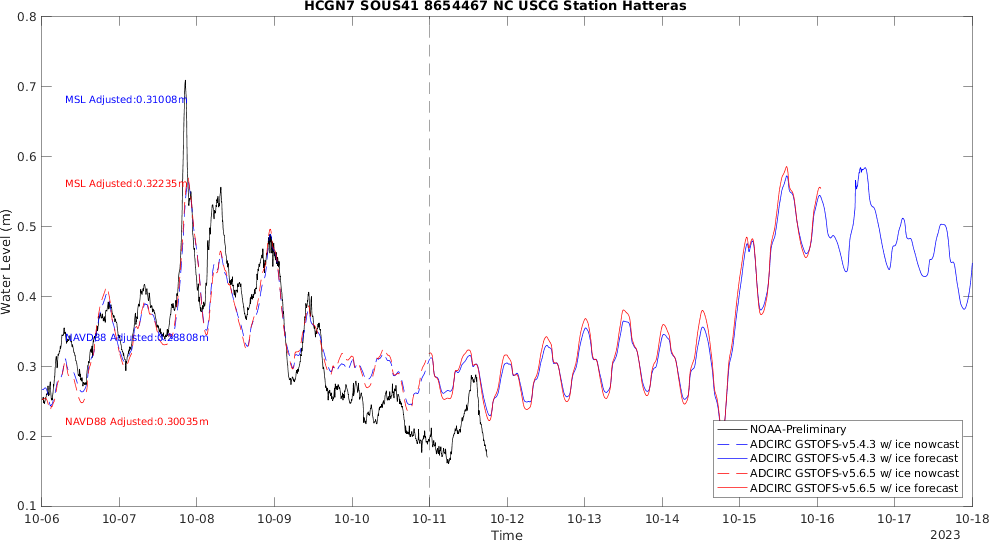 HCGN7 SOUS41 8654467 NC USCG Station Hatteras
Water Level (m)
0.8
0.7
0.6
0.5
0.4
0.3
0.2
0.1
MSL Adjusted:0.31008m
MSL Adjusted:0.32235m
NAVD88 Adjusted:0.28808m
NAVD88 Adjusted:0.30035m
NOAA-Preliminary
ADCIRC GSTOFS-v5.4.3 w/ ice nowcast
ADCIRC GSTOFS-v5.4.3 w/ ice forecast
ADCIRC GSTOFS-v5.6.5 w/ ice nowcast
ADCIRC GSTOFS-v5.6.5 w/ ice forecast
10-06 10-07 10-08 10-09 10-10 10-11 10-12 10-13 10-14 10-15 10-16 10-17 10-18
Time
2023